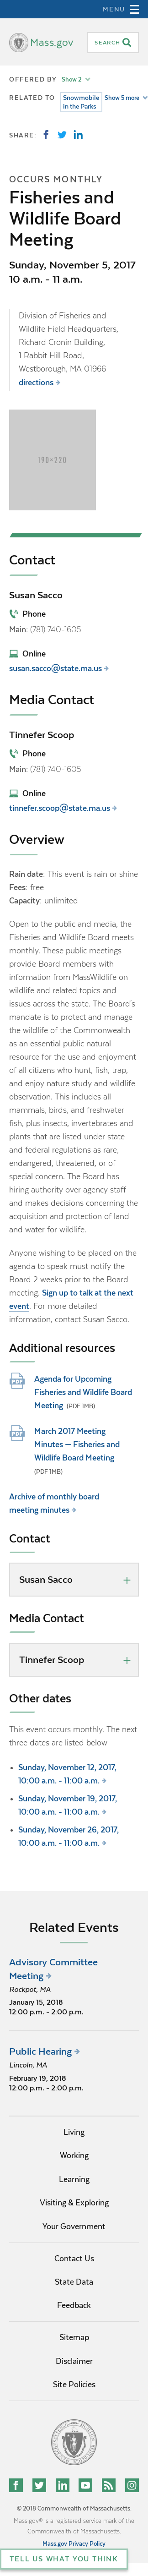 MENU
Mass.gov
SEARCH
OFFERED BY Show 2
RELATED TO Snowmobile in the Parks Show 5 more
SHARE:
OCCURS MONTHLY
Fisheries and
Wildlife Board
Meeting
Sunday, November 5, 2017
10 a.m. - 11 a.m.
Division of Fisheries and
Wildlife Field Headquarters,
Richard Cronin Building,
1 Rabbit Hill Road,
Westborough, MA 01966
directions
190×220
Contact
Susan Sacco
Phone
Main: (781) 740-1605
Online
susan.sacco@state.ma.us
Media Contact
Tinnefer Scoop
Phone
Main: (781) 740-1605
Online
tinnefer.scoop@state.ma.us
Overview
Rain date: This event is rain or shine
Fees: free
Capacity: unlimited
Open to the public and media, the
Fisheries and Wildlife Board meets
monthly. These public meetings
provide Board members with
information from MassWildlife on
wildlife and related topics and
issues across the state. The Board's
mandate is to protect and manage
wildlife of the Commonwealth
as an essential public natural
resource for the use and enjoyment
of all citizens who hunt, fish, trap,
and enjoy observing wildlife in their
natural habitat. This includes all
mammals, birds, and freshwater
fish, plus insects, invertebrates, and
plants which come under state and
federal regulations as rare,
endangered, threatened, or of
special concern. The Board has
hiring authority over agency staff
and makes decisions concerning
issues that are not dictated by state
or federal regulations and/or land
and water for wildlife.
Anyone wishing to be placed on the
agenda to speak must notify the
Board 2 weeks prior to the Board
meeting. Sign up to talk at the next
event. For more detailed
information, contact Susan Sacco.
Additional resources
PDF
Agenda for Upcoming
Fisheries and Wildlife Board
Meeting (PDF 1MB)
PDF
March 2017 Meeting
Minutes — Fisheries and
Wildlife Board Meeting
(PDF 1MB)
Archive of monthly board
meeting minutes
Contact
Susan Sacco
Media Contact
Tinnefer Scoop
Other dates
This event occurs monthly. The next
three dates are listed below
Sunday, November 12, 2017,
10:00 a.m. - 11:00 a.m.
Sunday, November 19, 2017,
10:00 a.m. - 11:00 a.m.
Sunday, November 26, 2017,
10:00 a.m. - 11:00 a.m.
Related Events
Advisory Committee
Meeting
Rockport, MA
January 15, 2018
12:00 p.m. - 2:00 p.m.
Public Hearing
Lincoln, MA
February 19, 2018
12:00 p.m. - 2:00 p.m.
Living
Working
Learning
Visiting & Exploring
Your Government
Contact Us
State Data
Feedback
Sitemap
Disclaimer
Site Policies
© 2018 Commonwealth of Massachusetts.
Mass.gov® is a registered service mark of the
Commonwealth of Massachusetts.
Mass.gov Privacy Policy
TELL US WHAT YOU THINK